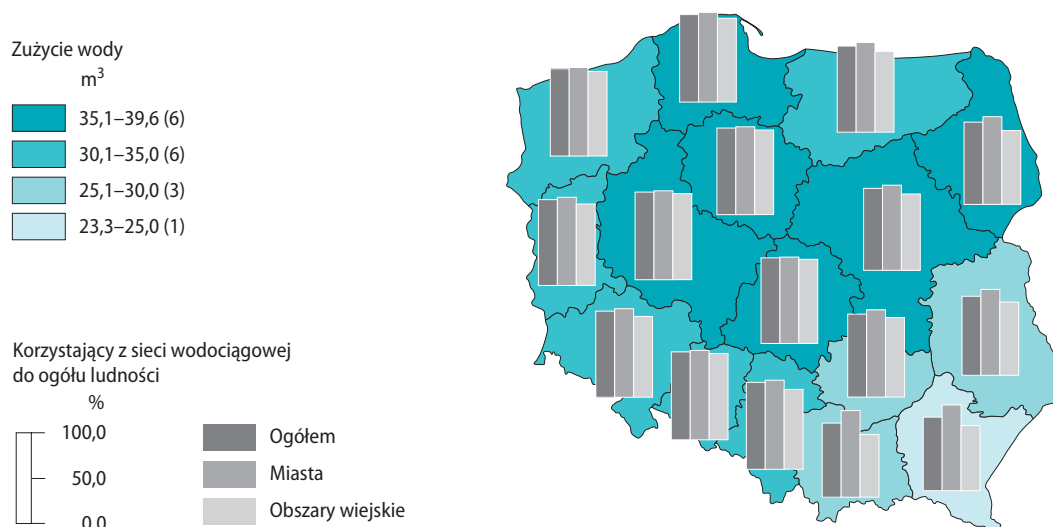 Zużycie wody
m³
35,1–39,6 (6)
30,1–35,0 (6)
25,1–30,0 (3)
23,3–25,0 (1)
Korzystający z sieci wodociągowej
do ogółu ludności
%
100,0
50,0
0,0
Ogółem
Miasta
Obszary wiejskie